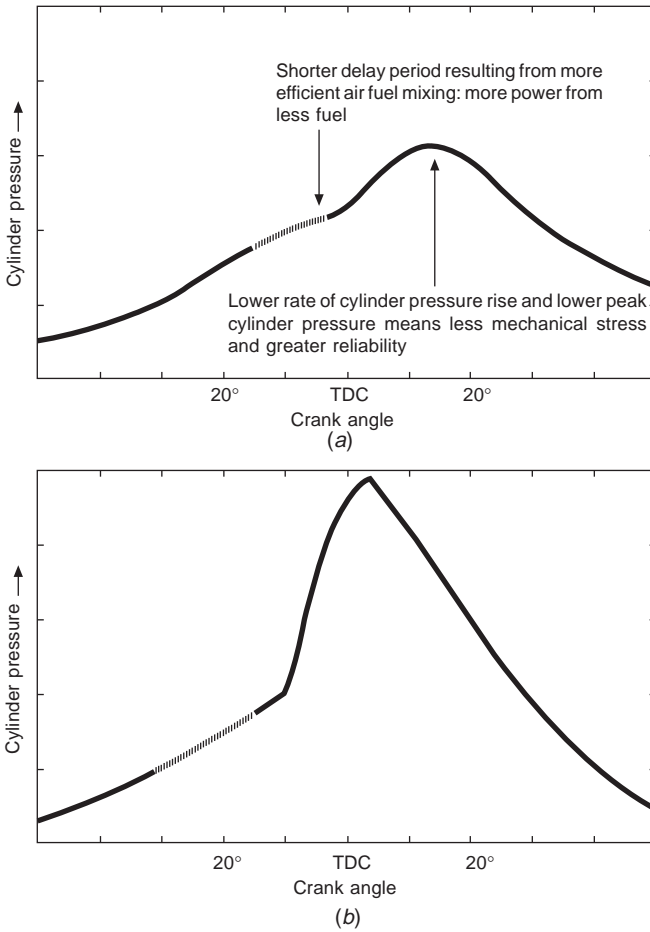 Shorter delay period resulting from more
efficient air fuel mixing: more power from
less fuel
Cylinder pressure
Lower rate of cylinder pressure rise and lower peak
cylinder pressure means less mechanical stress
and greater reliability
20° TDC 20°
Crank angle
(a)
Cylinder pressure
20° TDC 20°
Crank angle
(b)